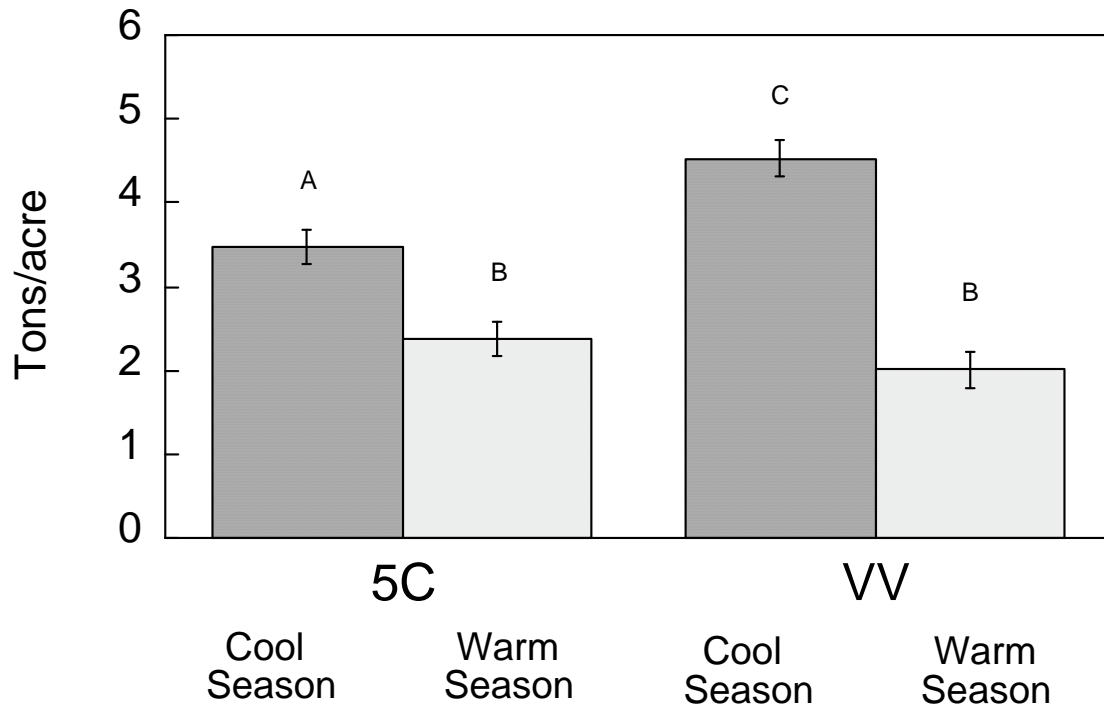 6
5
4
3
2
1
0
Tons/acre
A
B
C
B
5C
VV
Cool
Season
Warm
Season
Cool
Season
Warm
Season